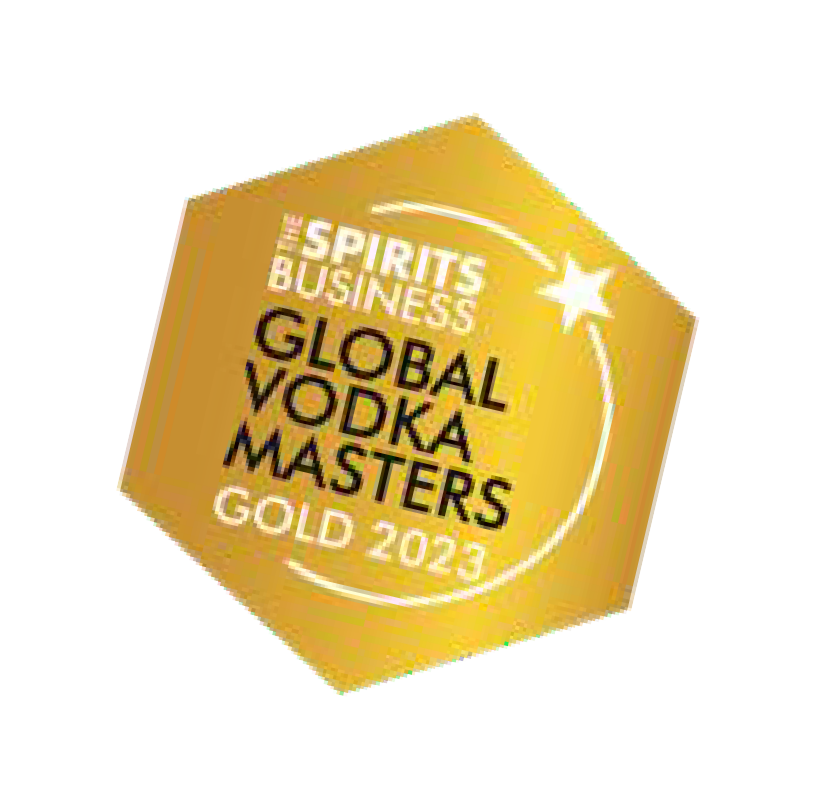 THE
SPIRITS
BUSINESS
GLOBAL
VODKA
MASTERS
GOLD 2023